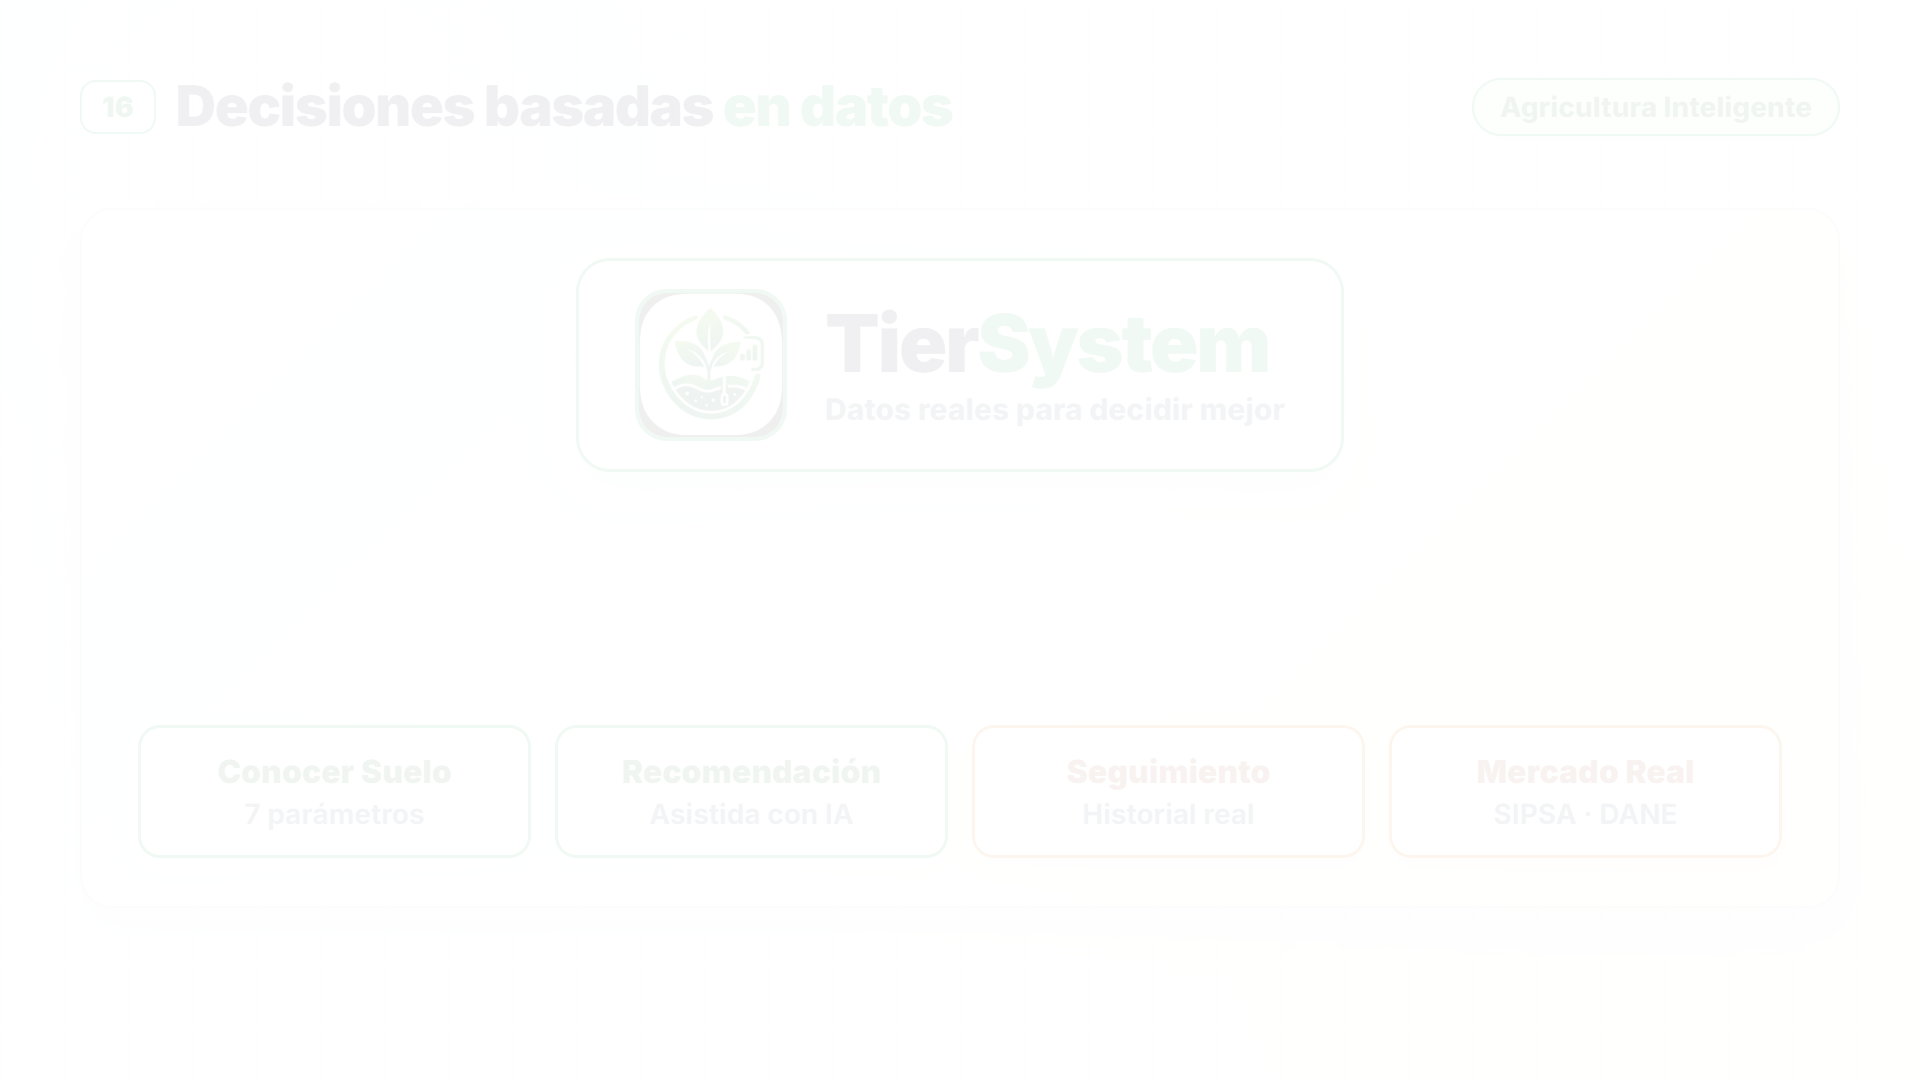 16
Decisiones basadas en datos
Agricultura Inteligente
TierSystem
Datos reales para decidir mejor
Conocer Suelo
7 parámetros
Recomendación
Asistida con IA
Seguimiento
Historial real
Mercado Real
SIPSA · DANE